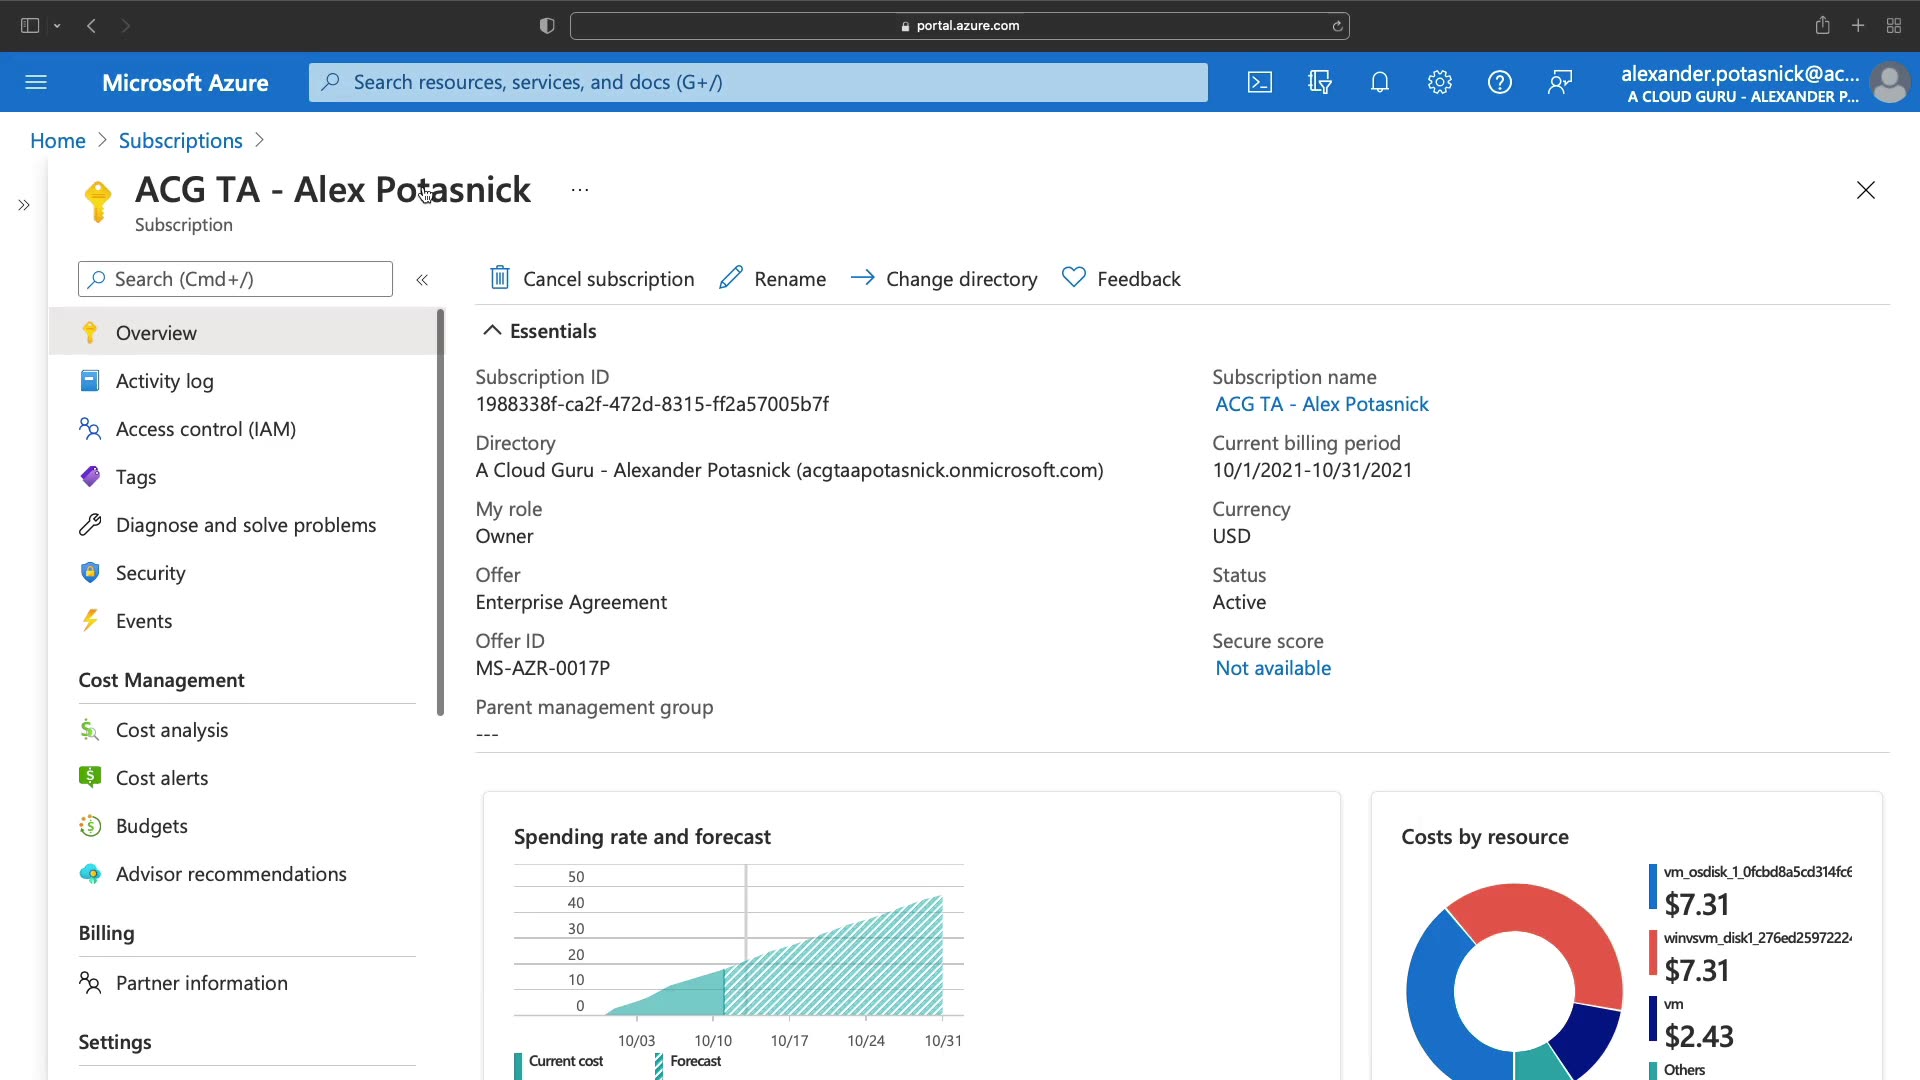 portal.azure.com
Microsoft Azure
Search resources, services, and docs (G+/)
alexander.potasnick@ac...
A CLOUD GURU - ALEXANDER P...
Home
Subscriptions
ACG TA - Alex Potasnick
...
Subscription
Search (Cmd+/)
Cancel subscription
Rename
Change directory
Feedback
Overview
Activity log
Access control (IAM)
Tags
Diagnose and solve problems
Security
Events
Cost Management
Cost analysis
Cost alerts
Budgets
Advisor recommendations
Billing
Partner information
Settings
Essentials
Subscription ID
1988338f-ca2f-472d-8315-ff2a57005b7f
Directory
A Cloud Guru - Alexander Potasnick (acgtaapotasnick.onmicrosoft.com)
My role
Owner
Offer
Enterprise Agreement
Offer ID
MS-AZR-0017P
Parent management group
---
Subscription name
ACG TA - Alex Potasnick
Current billing period
10/1/2021-10/31/2021
Currency
USD
Status
Active
Secure score
Not available
Spending rate and forecast
50
40
30
20
10
0
10/03 10/10 10/17 10/24 10/31
Current cost
Forecast
Costs by resource
vm_osdisk_1_0fcbd8a5cd314fc6
$7.31
winvsvm_disk1_276ed2597222
$7.31
vm
$2.43
Others